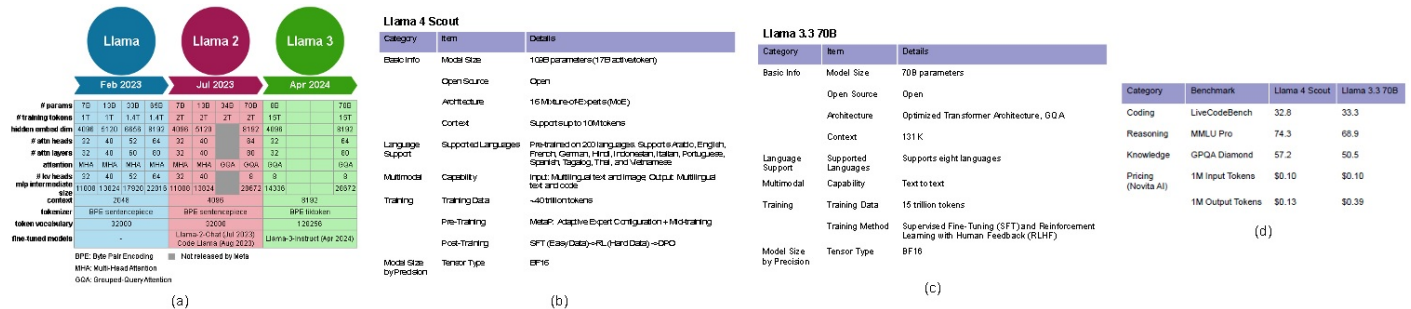 Llama Llama 2 Llama 3
Feb 2023 Jul 2023 Apr 2024
# params 7B 13B 33B 65B 7B 13B 34B 70B 8B 70B
# training tokens 1T 1T 1.4T 1.4T 2T 2T 2T 2T 15T 15T
hidden embed dim 4096 5120 6656 8192 4096 5120 8192 4096 8192
# attn heads 32 40 52 64 32 40 64 32 64
# attn layers 32 40 60 80 32 40 80 32 80
attention MHA MHA MHA MHA MHA MHA GQA GQA GQA GQA
# kv heads 32 40 52 64 32 40 8 8 8
mlp intermediate size 11008 13824 17920 22016 11008 13824 28672 14336 28672
context 2048 4096 8192
tokenizer BPE sentencepiece BPE sentencepiece BPE tiktoken
token vocabulary 32000 32000 128256
fine-tuned models - Llama-2-Chat (Jul 2023) Llama-3-Instruct (Apr 2024)
Code Llama (Aug 2023)
BPE: Byte Pair Encoding Not released by Meta
MHA: Multi-Head Attention
GQA: Grouped-Query Attention
(a)
Llama 4 Scout
Category Item Details
Basic Info Model Size 109B parameters (17B active/token)
Open Source Open
Architecture 16 Mixture-of-Experts (MoE)
Context Supports up to 10M tokens
Language Support Supported Languages Pre-trained on 200 languages. Supports Arabic, English,
French, German, Hindi, Indonesian, Italian, Portuguese,
Spanish, Tagalog, Thai, and Vietnamese
Multimodal Capability Input: Multilingual text and image; Output: Multilingual
text and code
Training Training Data ~40 trillion tokens
Pre-Training MetaP: Adaptive Expert Configuration + Mid-training
Post-Training SFT (Easy Data)->RL (Hard Data)->DPO
Model Size by Precision Tensor Type BF16
(b)
Llama 3.3 70B
Category Item Details
Basic Info Model Size 70B parameters
Open Source Open
Architecture Optimized Transformer Architecture, GQA
Context 131 K
Language Support Supported Languages Supports eight languages
Multimodal Capability Text to text
Training Training Data 15 trillion tokens
Training Method Supervised Fine-Tuning (SFT) and Reinforcement
Learning with Human Feedback (RLHF)
Model Size by Precision Tensor Type BF16
(c)
Category Benchmark Llama 4 Scout Llama 3.3 70B
Coding LiveCodeBench 32.8 33.3
Reasoning MMLU Pro 74.3 68.9
Knowledge GPQA Diamond 57.2 50.5
Pricing (Novita AI) 1M Input Tokens $0.10 $0.10
1M Output Tokens $0.13 $0.39
(d)